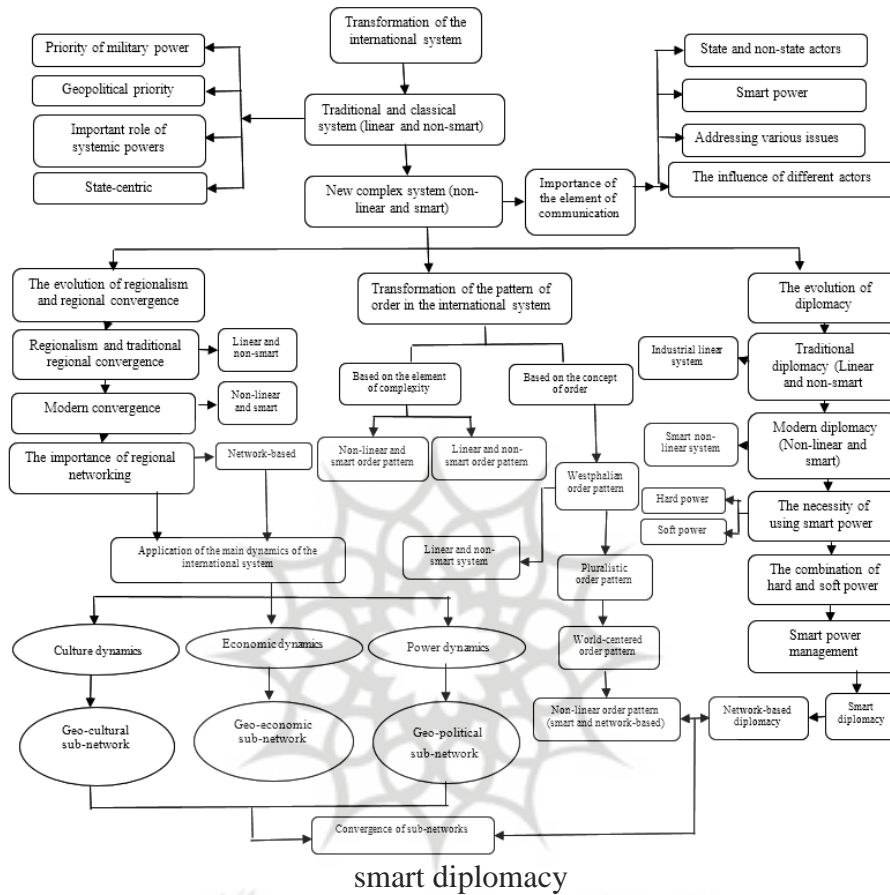 Transformation of the
international system
Priority of military power
Geopolitical priority
Important role of
systemic powers
State-centric
Traditional and classical
system (linear and non-smart)
State and non-state actors
Smart power
Addressing various issues
The influence of different actors
New complex system (non-
linear and smart)
Importance of
the element of
communication
The evolution of regionalism
and regional convergence
Regionalism and traditional
regional convergence
Linear and
non-smart
Modern convergence
Non-linear
and smart
The importance of regional
networking
Network-based
Transformation of the pattern of
order in the international system
Based on the element
of complexity
Based on the concept
of order
Non-linear and
smart order pattern
Linear and non-
smart order pattern
Westphalian
order pattern
Linear and non-
smart system
Pluralistic
order pattern
World-centered
order pattern
Non-linear order pattern
(smart and network-based)
The evolution of
diplomacy
Industrial linear
system
Traditional
diplomacy (Linear
and non-smart
Smart non-
linear system
Modern diplomacy
(Non-linear and
smart)
Hard power
Soft power
The necessity of
using smart power
The combination of
hard and soft power
Smart power
management
Smart
diplomacy
Network-based
diplomacy
Application of the main dynamics of the
international system
Culture dynamics
Economic dynamics
Power dynamics
Geo-cultural
sub-network
Geo-economic
sub-network
Geo-political
sub-network
Convergence of sub-networks
smart diplomacy